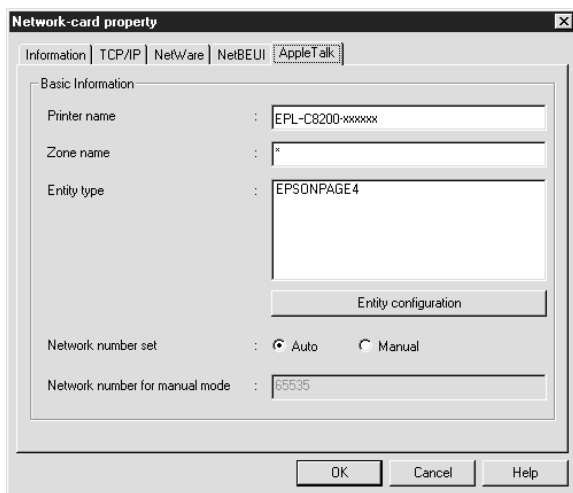 Network-card property
Information TCP/IP NetWare NetBEUI AppleTalk
Basic Information
Printer name : EPL-C8200-xxxxxx
Zone name : *
Entity type : EPSONPAGE4
Entity configuration
Network number set : Auto Manual
Network number for manual mode : 65535
OK Cancel Help